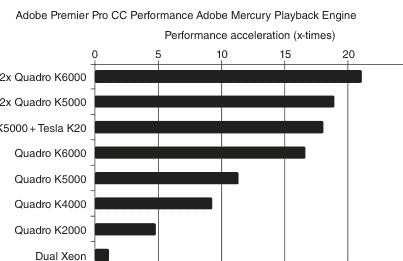 Adobe Premier Pro CC Performance Adobe Mercury Playback Engine
Performance acceleration (x-times)
0 5 10 15 20
2x Quadro K6000
2x Quadro K5000
K5000 + Tesla K20
Quadro K6000
Quadro K5000
Quadro K4000
Quadro K2000
Dual Xeon